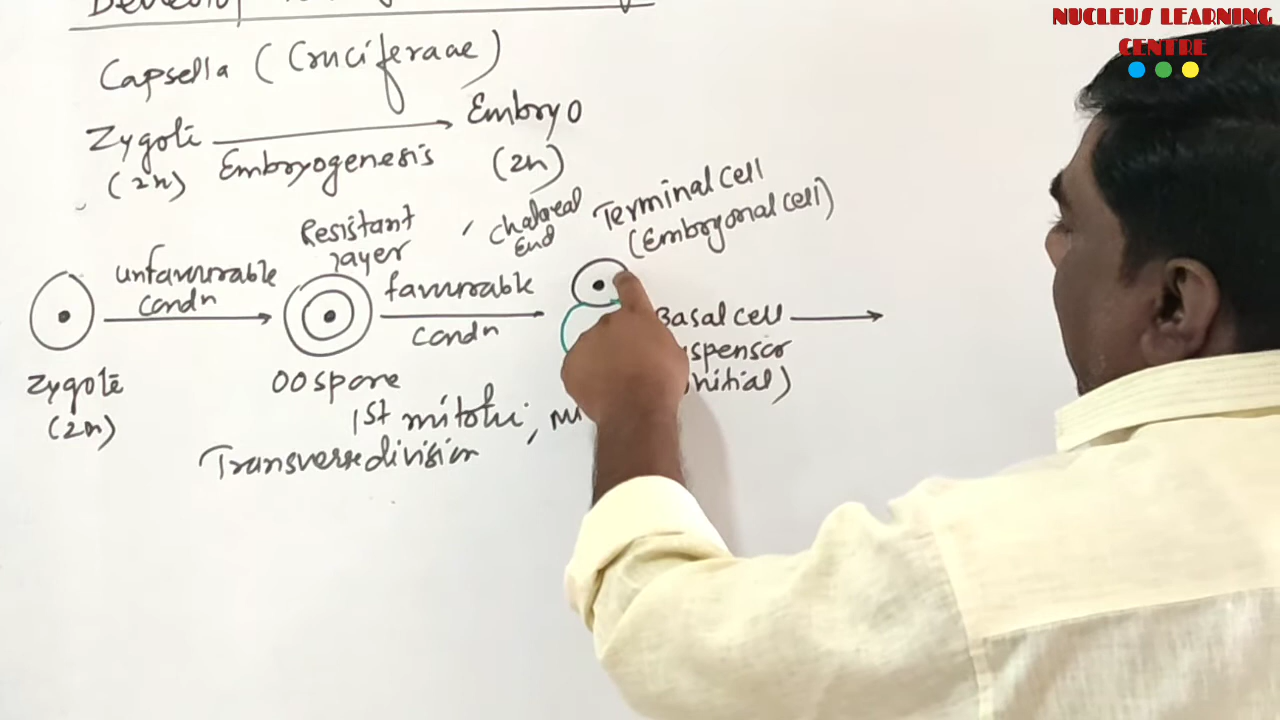 NUCLEUS LEARNING
CENTRE
Capsella (Cruciferae)
Zygote
(2n)
Embryogenesis
Embryo
(2n)
Resistant
layer
Chalazal
End
Terminal cell
(Embryonal cell)
unfavourable
condn
favourable
condn
Basal cell
initial)
Zygote
(2n)
Oospore
1st mitotic,
Transverse division